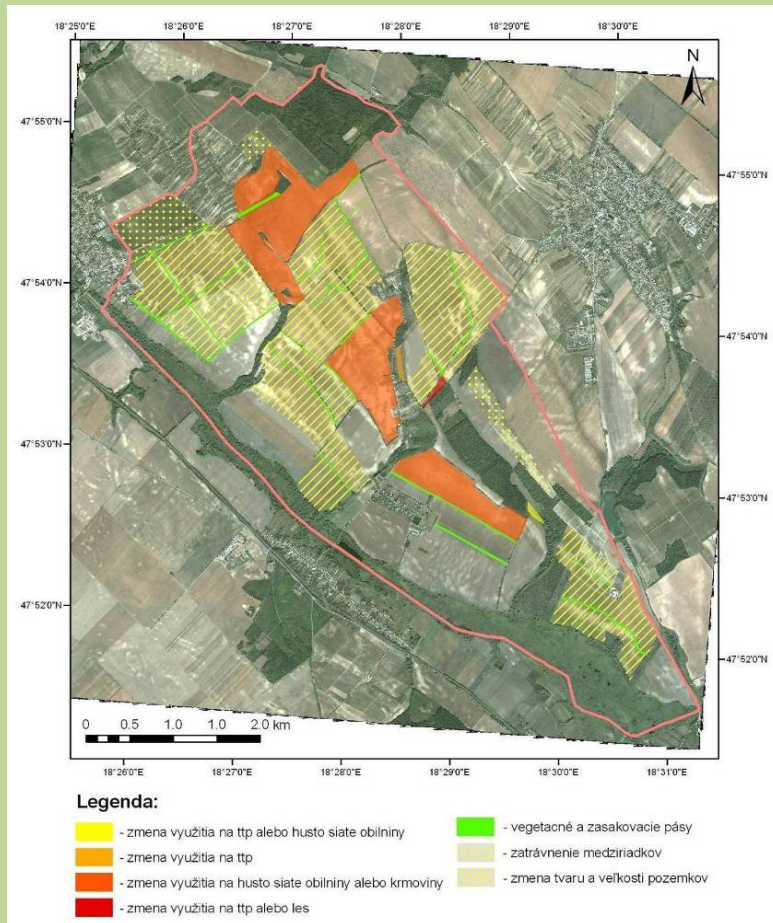 18°25'0"E 18°26'0"E 18°27'0"E 18°28'0"E 18°29'0"E 18°30'0"E
N
47°55'0"N
47°55'0"N
47°54'0"N
47°54'0"N
47°53'0"N
47°53'0"N
47°52'0"N
47°52'0"N
0 0.5 1.0 1.0 2.0 km
18°26'0"E 18°27'0"E 18°28'0"E 18°29'0"E 18°30'0"E 18°31'0"E
Legenda:
- zmena využitia na ttp alebo husto siate obilniny
- zmena využitia na ttp
- zmena využitia na husto siate obilniny alebo krmoviny
- zmena využitia na ttp alebo les
- vegetacné a zasakovacie pásy
- zatrávnenie medziriadkov
- zmena tvaru a veľkosti pozemkov